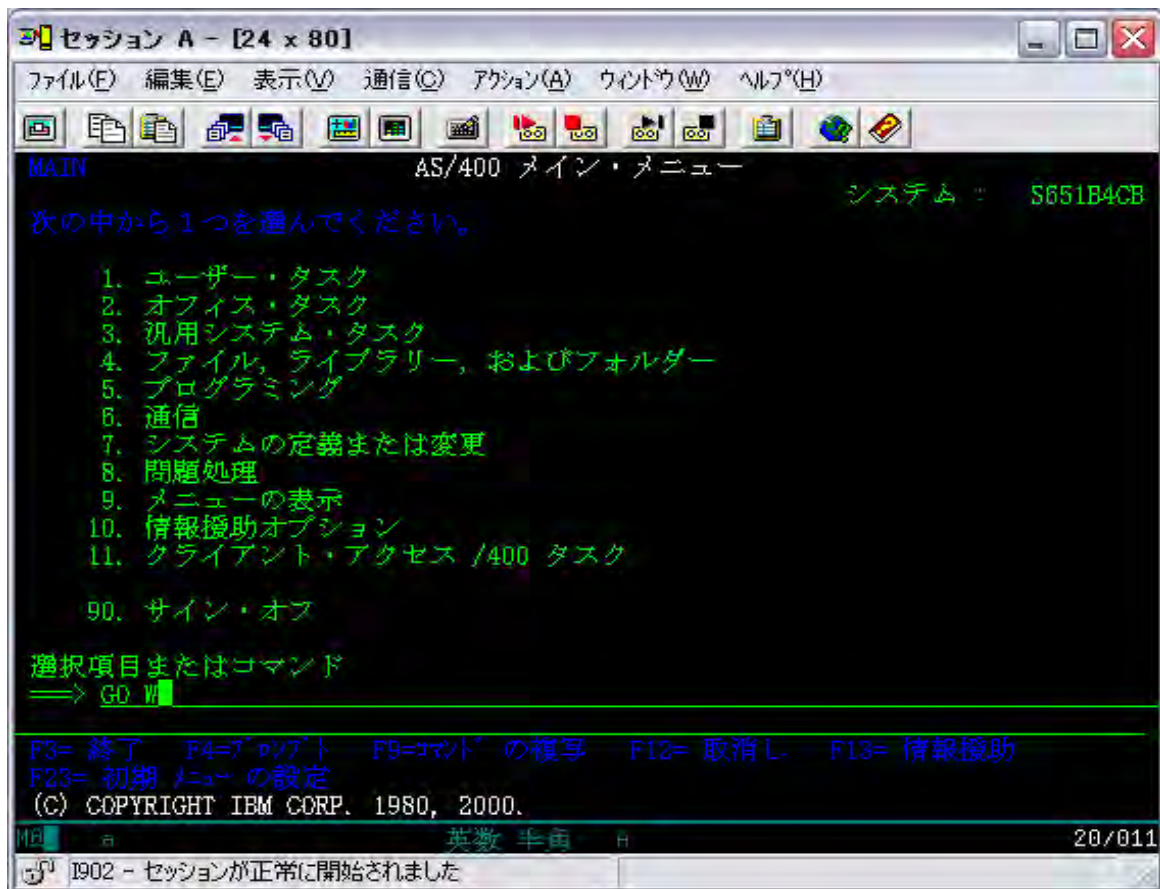 セッション A - [24 x 80]
ファイル(F) 編集(E) 表示(V) 通信(C) アクション(A) ウィンドウ(W) ヘルプ(H)
MAIN AS/400 メイン・メニュー
システム： S651B4CB
次の中から１つを選んでください。
1. ユーザー・タスク
2. オフィス・タスク
3. 汎用システム・タスク
4. ファイル, ライブラリー, およびフォルダー
5. プログラミング
6. 通信
7. システムの定義または変更
8. 問題処理
9. メニューの表示
10. 情報援助オプション
11. クライアント・アクセス /400 タスク
90. サイン・オフ
選択項目またはコマンド
===> GO W
F3= 終了 F4=ﾌﾟﾛﾝﾌﾟﾄ F9=ｺﾏﾝﾄﾞ の複写 F12= 取消し F13= 情報援助
F23= 初期 ﾒﾆｭｰ の設定
(C) COPYRIGHT IBM CORP. 1980, 2000.
a 英数 半角 A 20/011
I902 - セッションが正常に開始されました